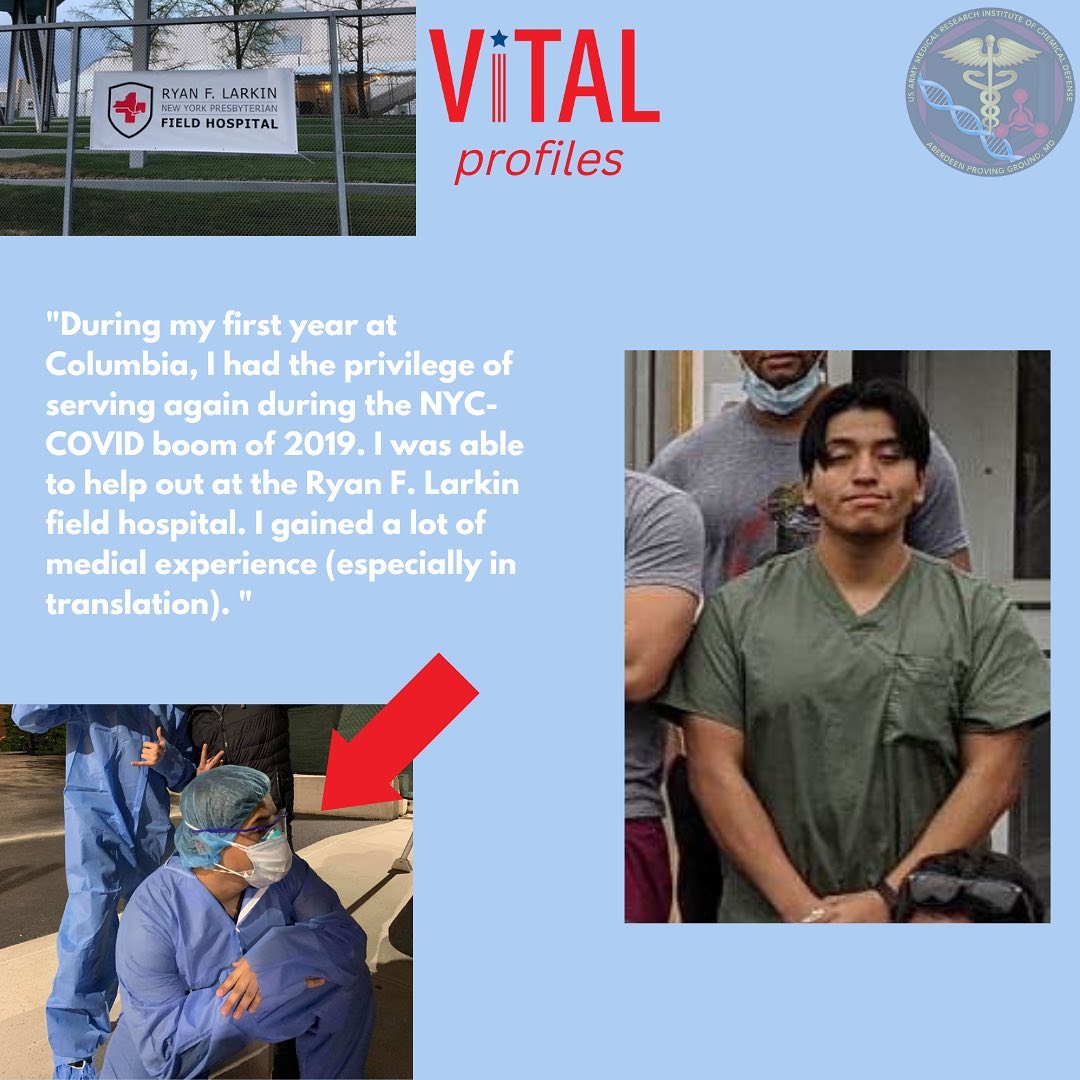 RYAN F. LARKIN
NEW YORK PRESBYTERIAN
FIELD HOSPITAL
ViTAL
profiles
US ARMY MEDICAL RESEARCH INSTITUTE OF CHEMICAL DEFENSE
ABERDEEN PROVING GROUND, MD
"During my first year at
Columbia, I had the privilege of
serving again during the NYC-
COVID boom of 2019. I was able
to help out at the Ryan F. Larkin
field hospital. I gained a lot of
medial experience (especially in
translation). "